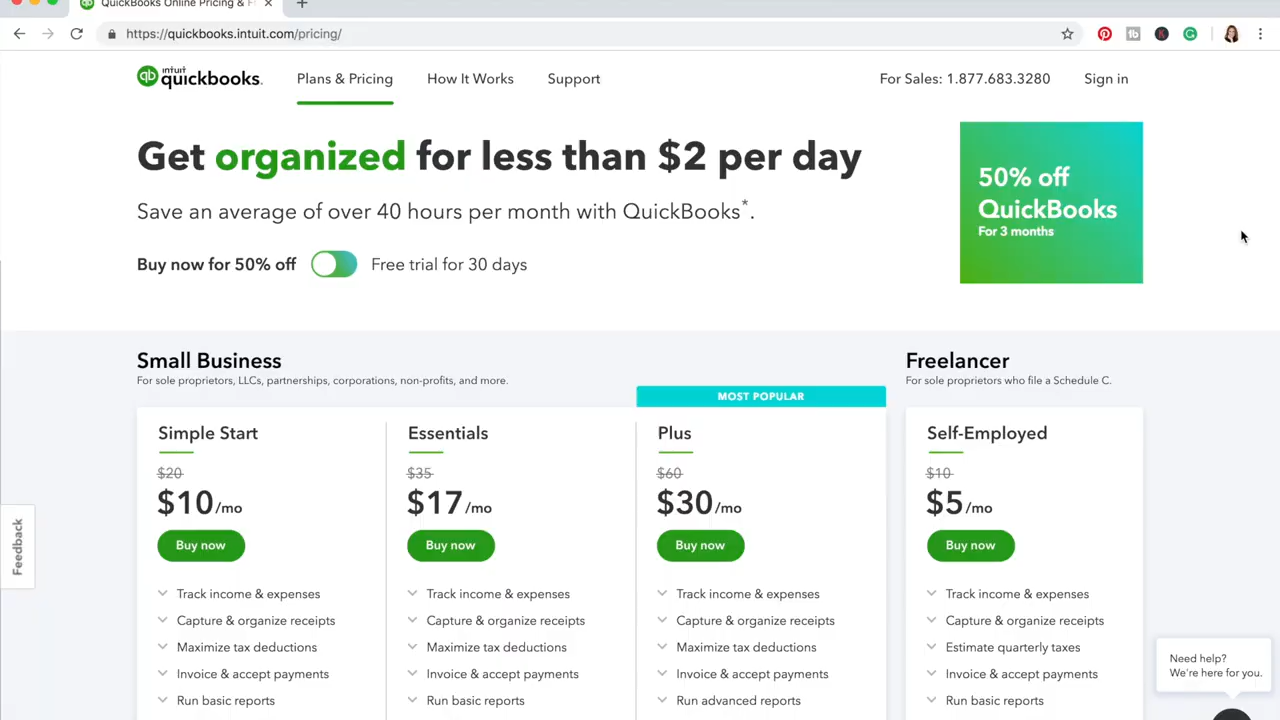 QuickBooks Online Pricing & F
https://quickbooks.intuit.com/pricing/
intuit
quickbooks.
Plans & Pricing
How It Works
Support
For Sales: 1.877.683.3280
Sign in
Get organized for less than $2 per day
Save an average of over 40 hours per month with QuickBooks*.
Buy now for 50% off
Free trial for 30 days
50% off
QuickBooks
For 3 months
Small Business
For sole proprietors, LLCs, partnerships, corporations, non-profits, and more.
Simple Start
$20
$10/mo
Buy now
Track income & expenses
Capture & organize receipts
Maximize tax deductions
Invoice & accept payments
Run basic reports
Essentials
$35
$17/mo
Buy now
Track income & expenses
Capture & organize receipts
Maximize tax deductions
Invoice & accept payments
Run basic reports
MOST POPULAR
Plus
$60
$30/mo
Buy now
Track income & expenses
Capture & organize receipts
Maximize tax deductions
Invoice & accept payments
Run advanced reports
Freelancer
For sole proprietors who file a Schedule C.
Self-Employed
$10
$5/mo
Buy now
Track income & expenses
Capture & organize receipts
Estimate quarterly taxes
Invoice & accept payments
Run basic reports
Feedback
Need help?
We're here for you.